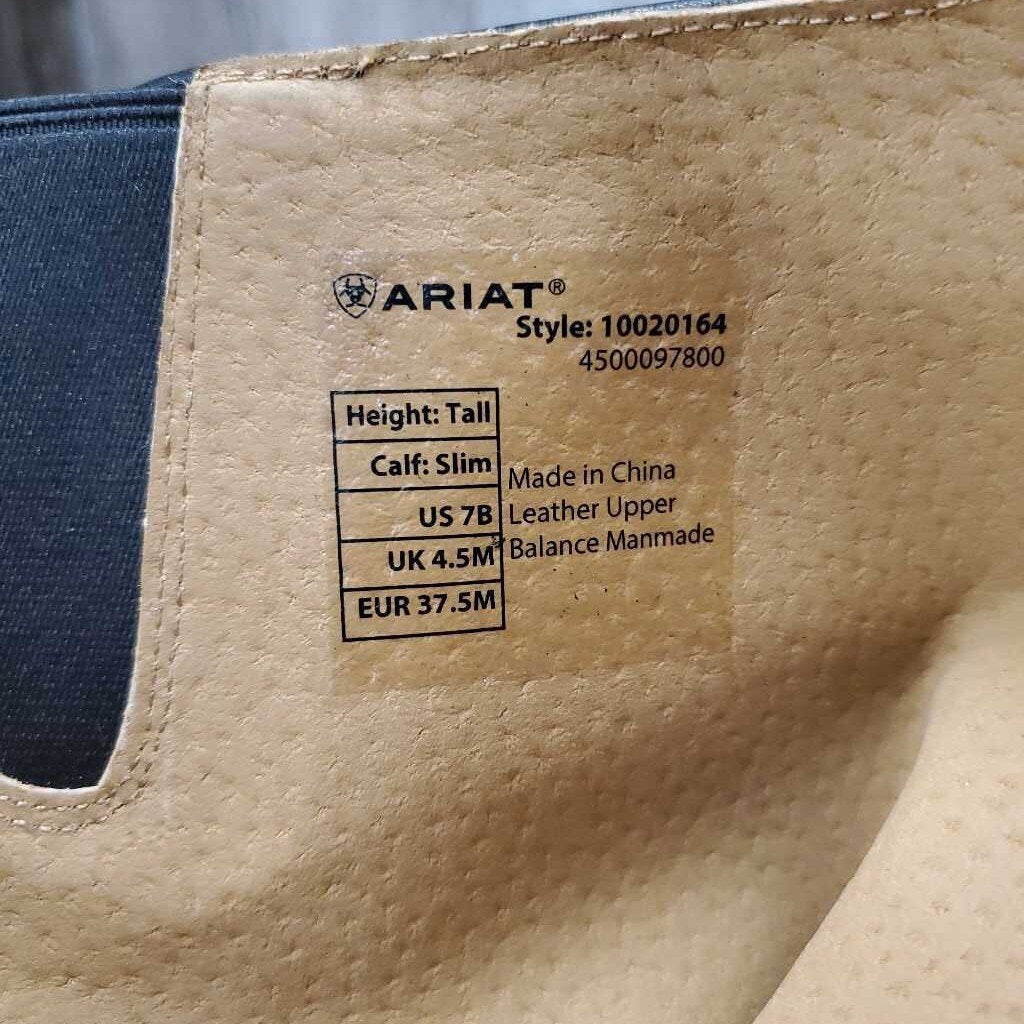 ARIAT®
Style: 10020164
4500097800
Height: Tall
Calf: Slim
US 7B
UK 4.5M
EUR 37.5M
Made in China
Leather Upper
Balance Manmade